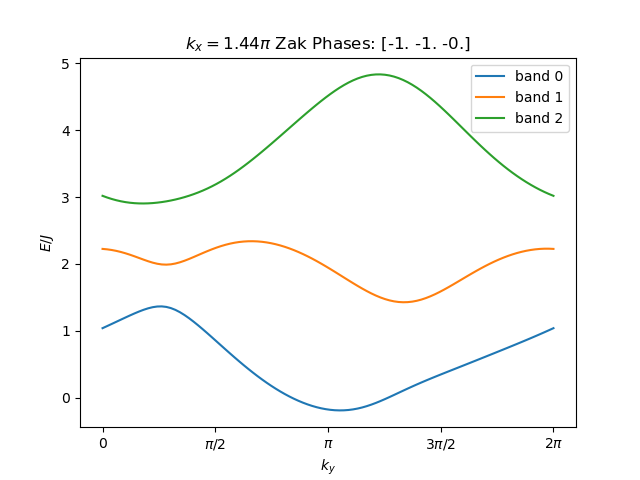 kₓ = 1.44π Zak Phases: [-1. -1. -0.]
band 0
band 1
band 2
5
4
3
2
1
0
E/J
0 π/2 π 3π/2 2π
k_y